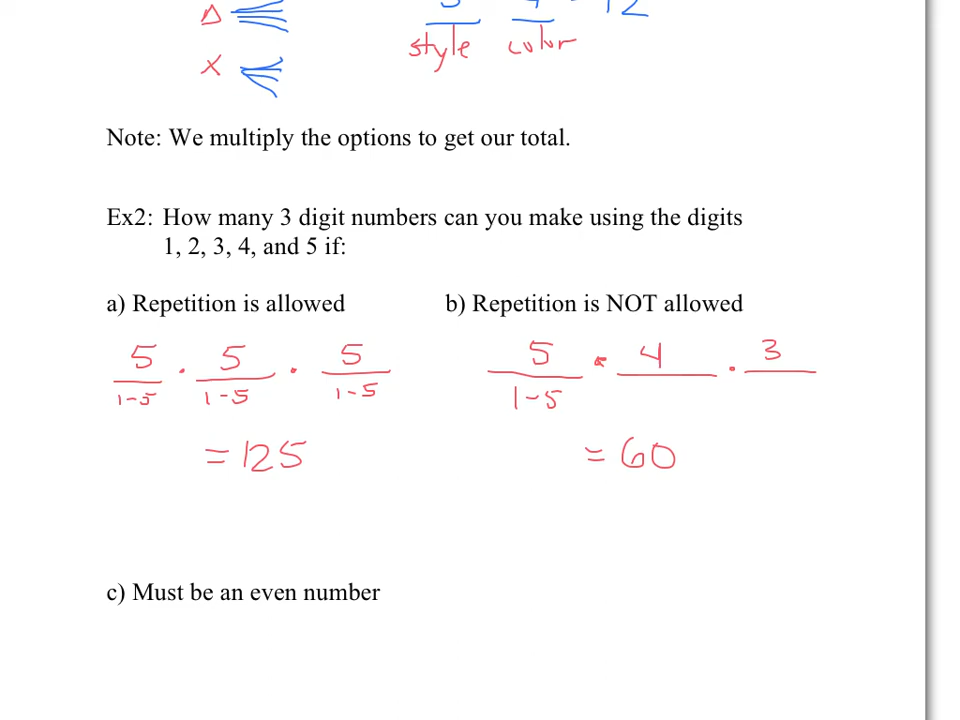 3 4 12
style color
Δ
X
Note: We multiply the options to get our total.
Ex2: How many 3 digit numbers can you make using the digits
1, 2, 3, 4, and 5 if:
a) Repetition is allowed
b) Repetition is NOT allowed
5 · 5 · 5
1-5 1-5 1-5
= 125
5 · 4 · 3
1-5
= 60
c) Must be an even number